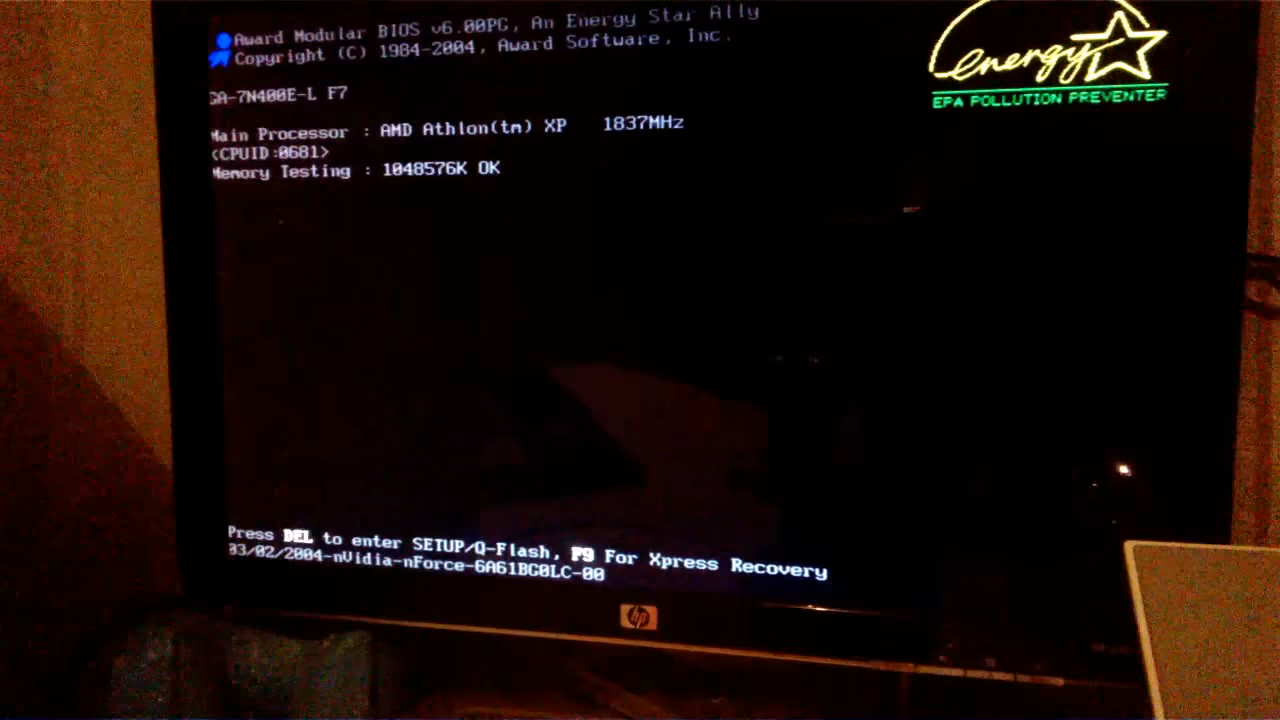 Award Modular BIOS v6.00PG, An Energy Star Ally
Copyright (C) 1984-2004, Award Software, Inc.
energy
EPA POLLUTION PREVENTER
GA-7N400E-L F7
Main Processor : AMD Athlon(tm) XP 1837MHz
<CPUID:0681>
Memory Testing : 1048576K OK
Press DEL to enter SETUP/Q-Flash, F9 For Xpress Recovery
03/02/2004-nVidia-nForce-6A61BG0LC-00
hp